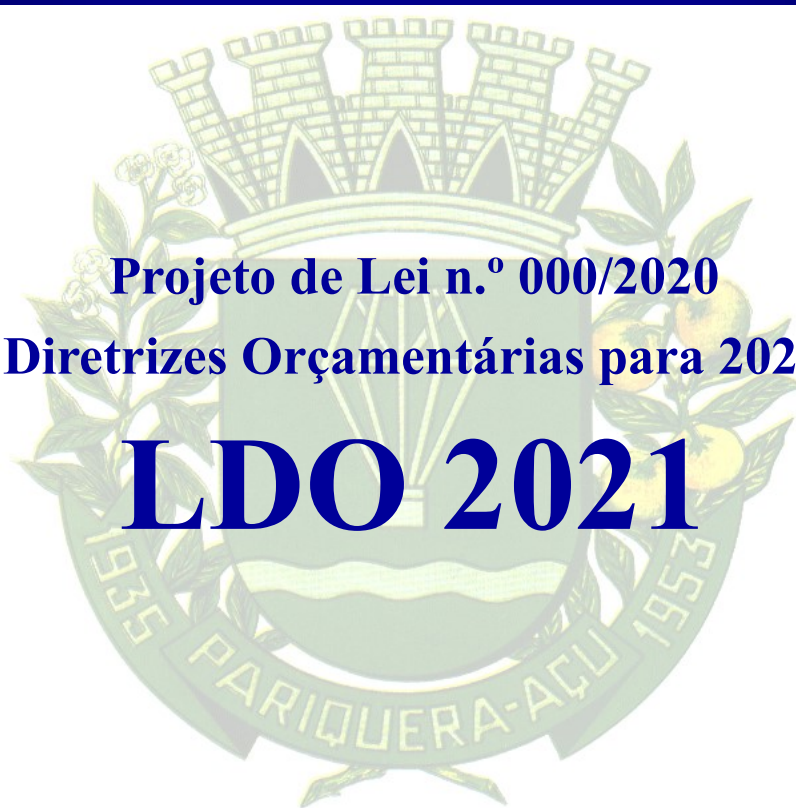 Projeto de Lei n.º 000/2020
Diretrizes Orçamentárias para 202
LDO 2021
1935 PARIQUERA-AÇU 1953